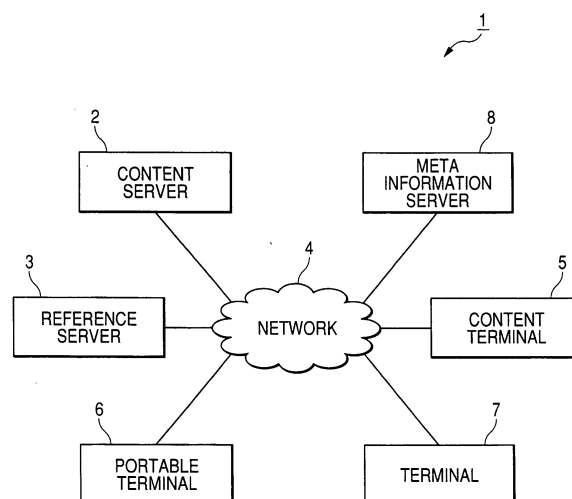 1
2
8
CONTENT
SERVER
META
INFORMATION
SERVER
3
4
5
REFERENCE
SERVER
NETWORK
CONTENT
TERMINAL
6
7
PORTABLE
TERMINAL
TERMINAL